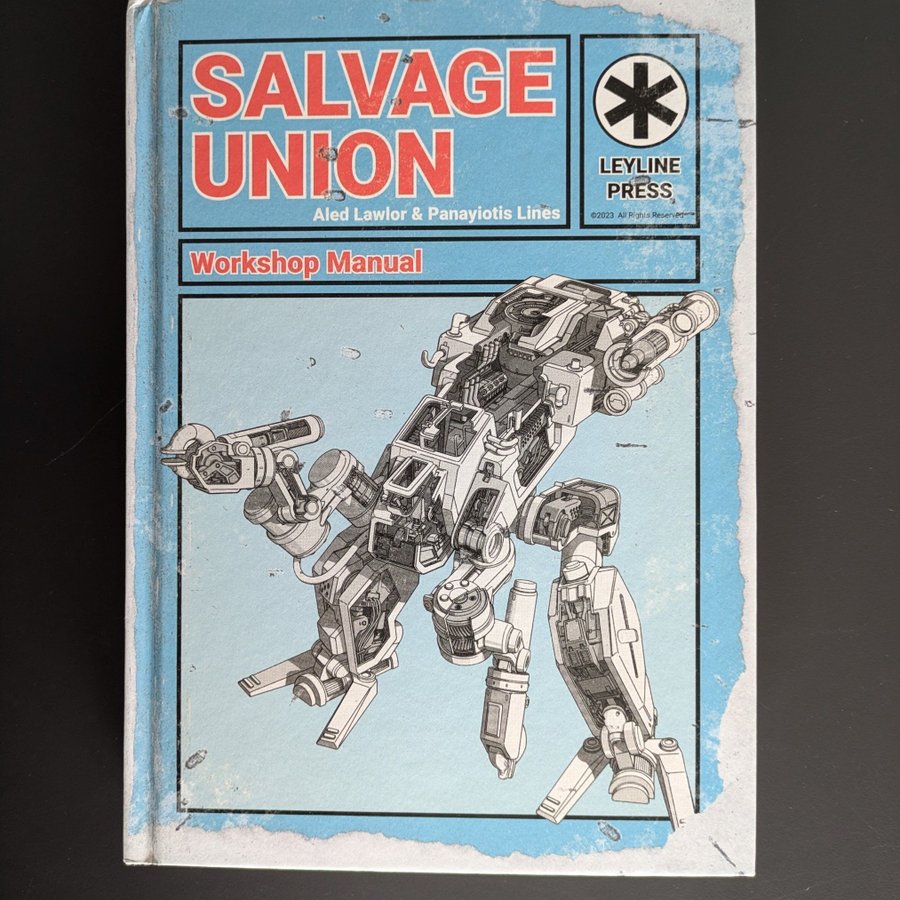 SALVAGE
UNION
Aled Lawlor & Panayiotis Lines
LEYLINE
PRESS
©2023 All Rights Reserved
Workshop Manual